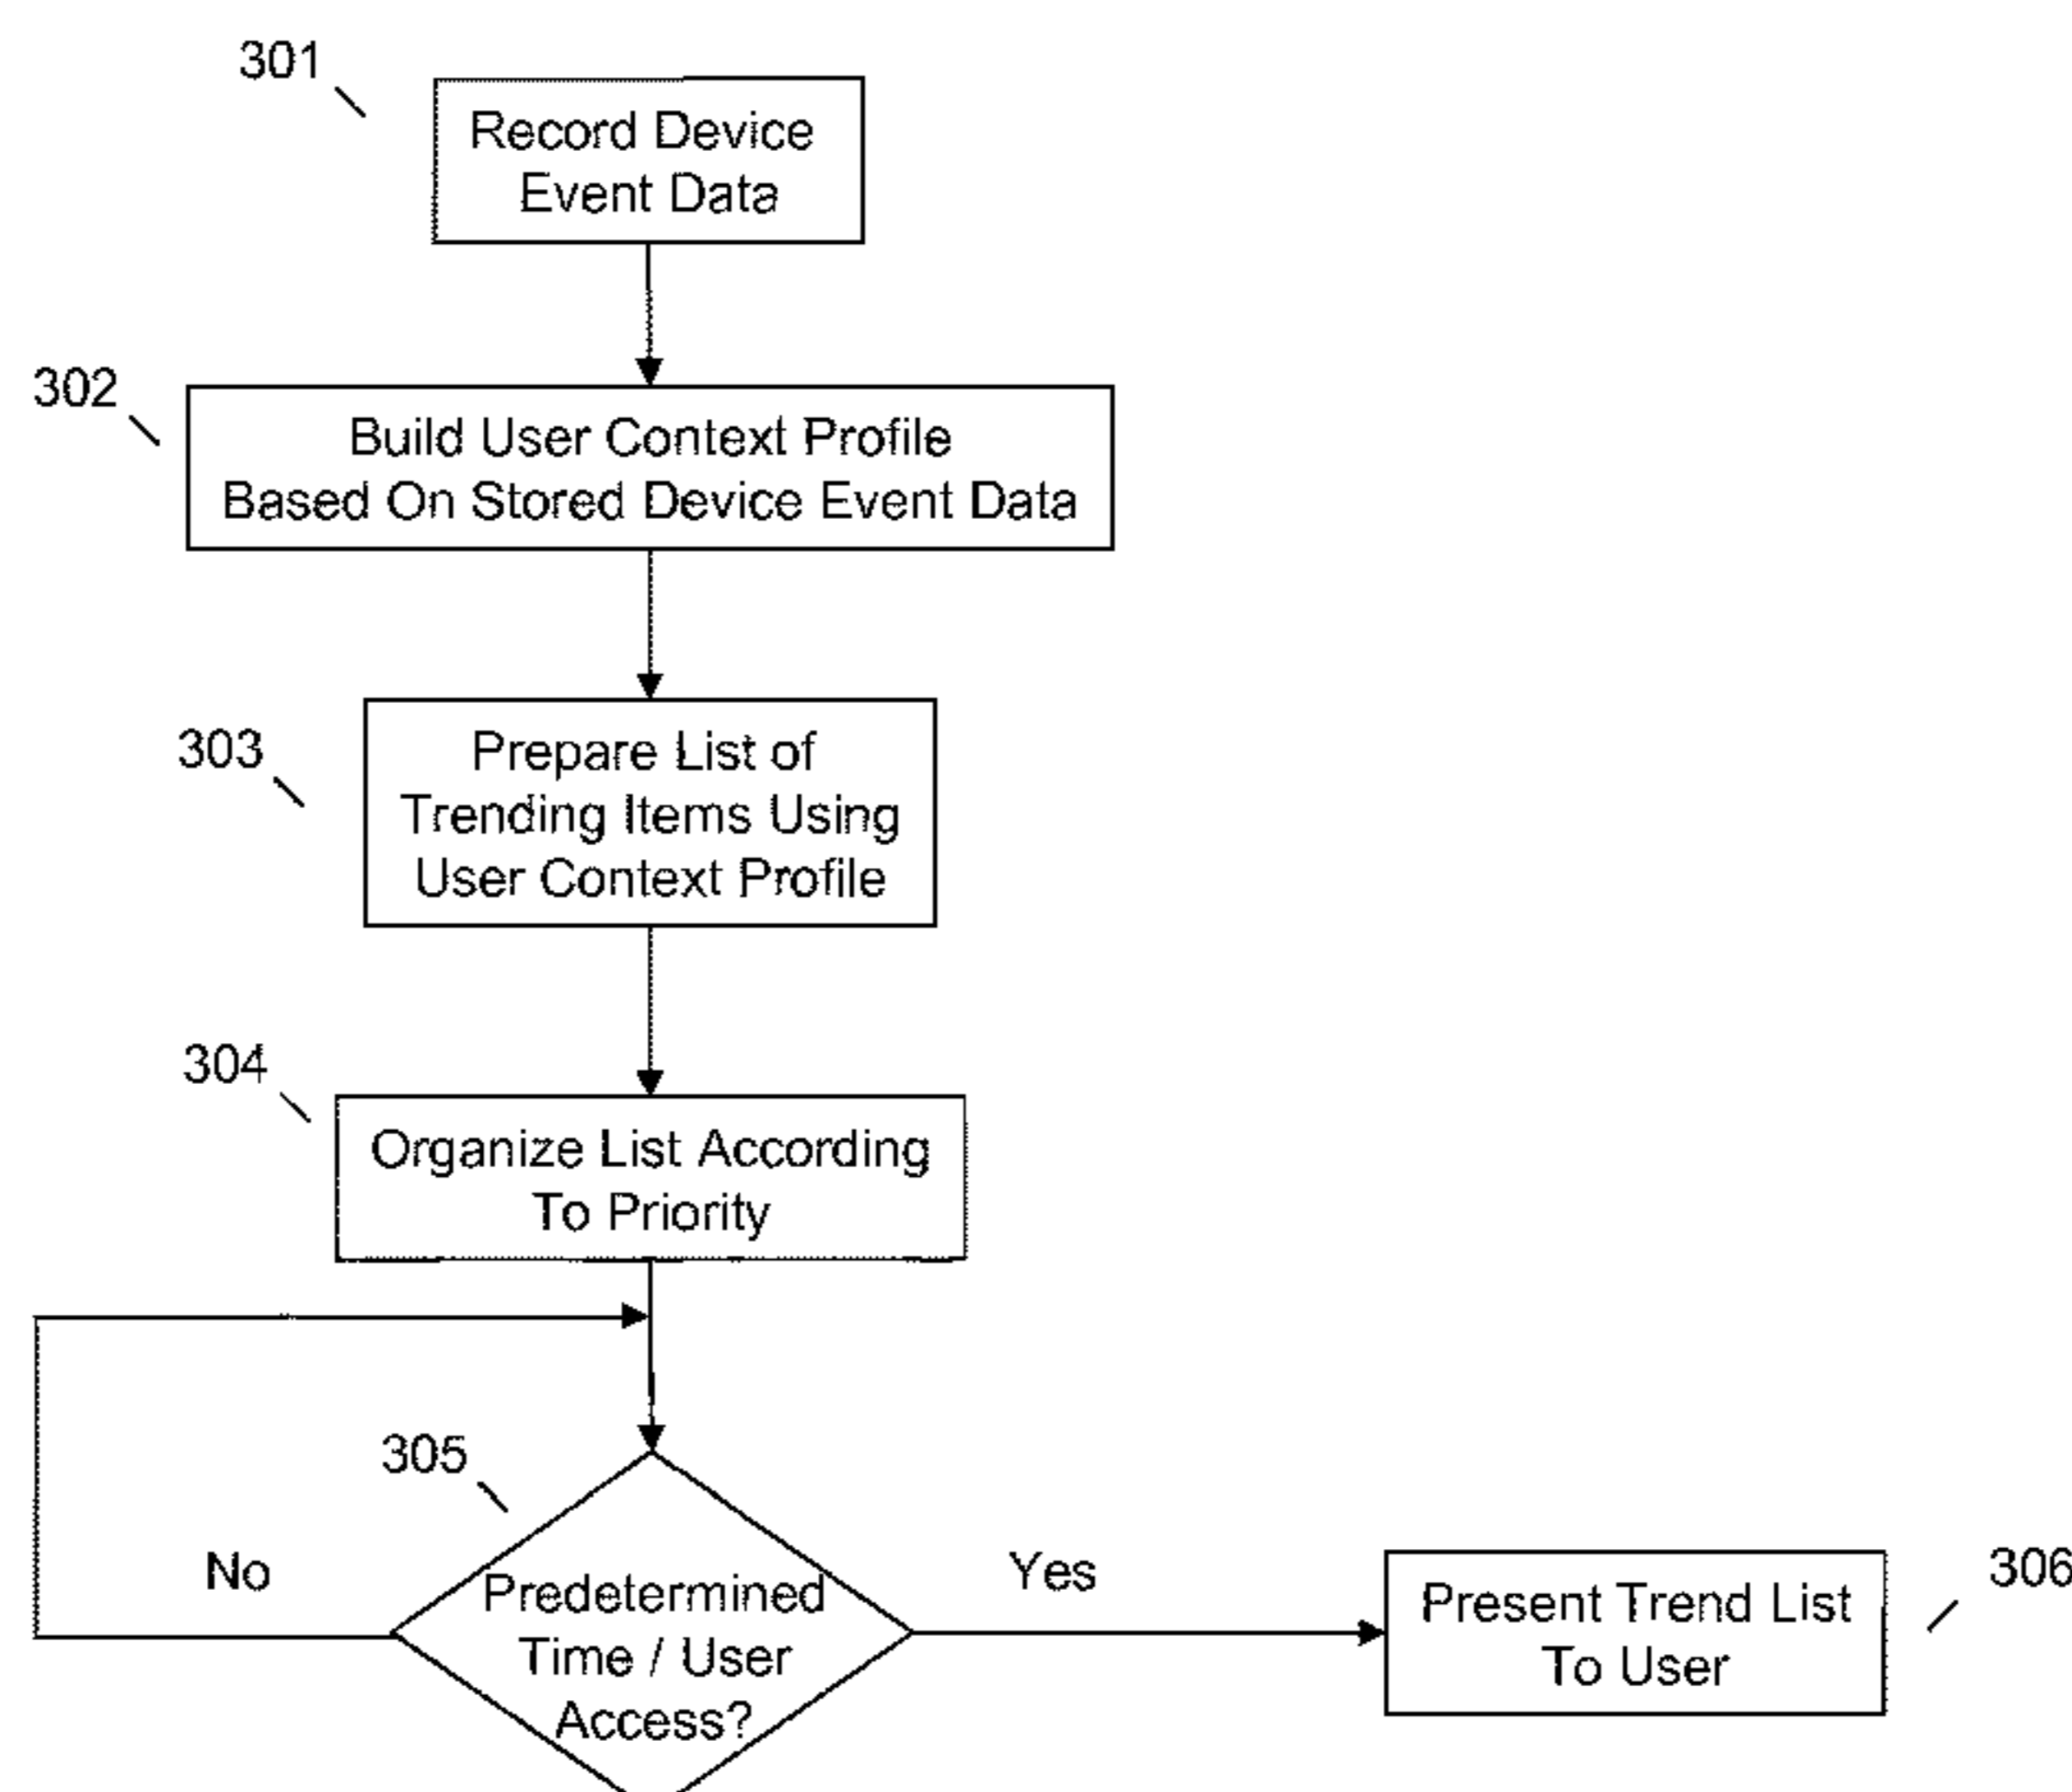 301
Record Device
Event Data
302
Build User Context Profile
Based On Stored Device Event Data
303
Prepare List of
Trending Items Using
User Context Profile
304
Organize List According
To Priority
305
No
Predetermined
Time / User
Access?
Yes
Present Trend List
To User
306